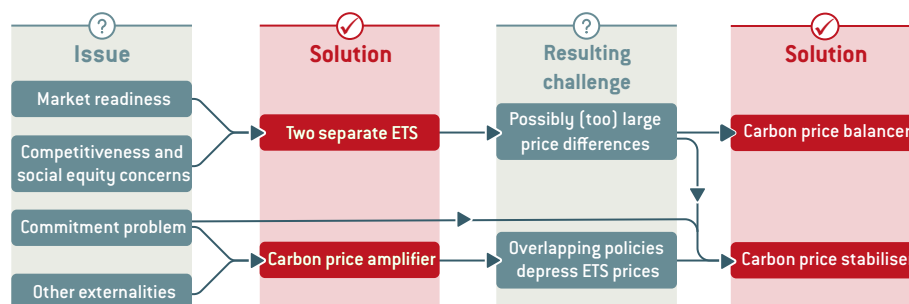 ?
Issue
Market readiness
Competitiveness and
social equity concerns
Commitment problem
Other externalities
Solution
Two separate ETS
Carbon price amplifier
?
Resulting
challenge
Possibly (too) large
price differences
Overlapping policies
depress ETS prices
Solution
Carbon price balancer
Carbon price stabiliser